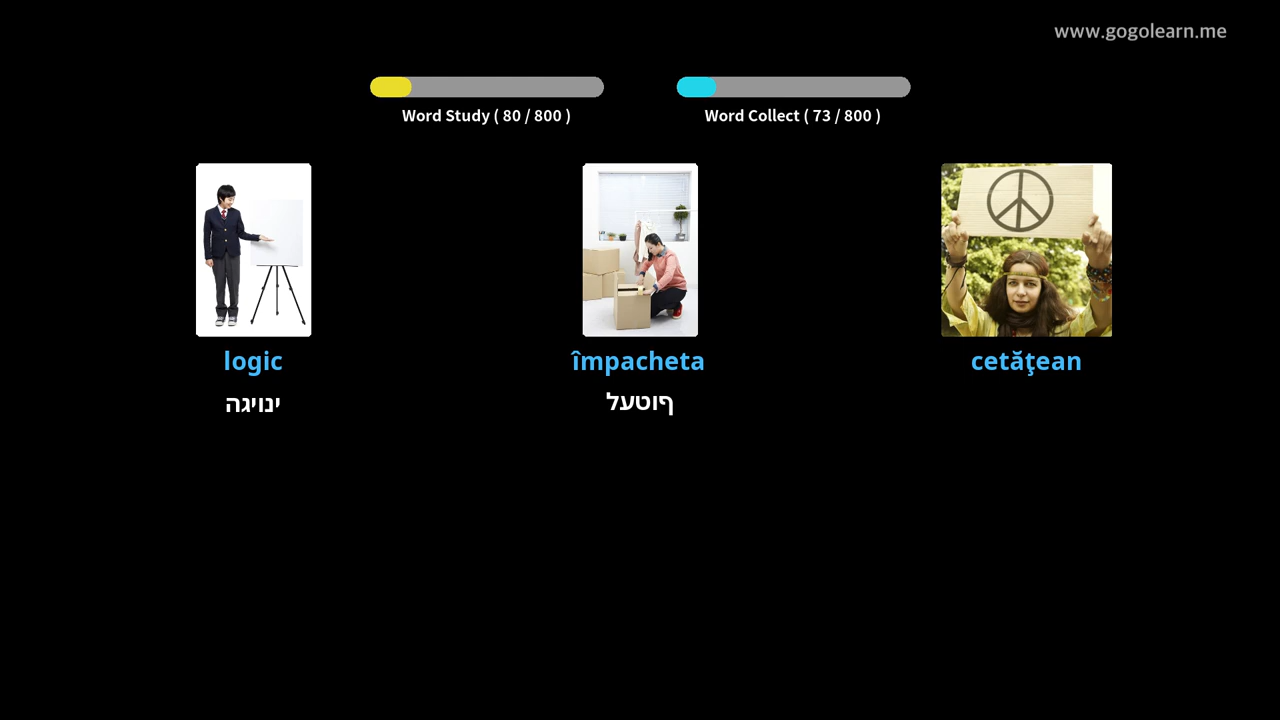 www.gogolearn.me
Word Study ( 80 / 800 )
Word Collect ( 73 / 800 )
logic
împacheta
cetăţean
ינויגה
ףוטעל